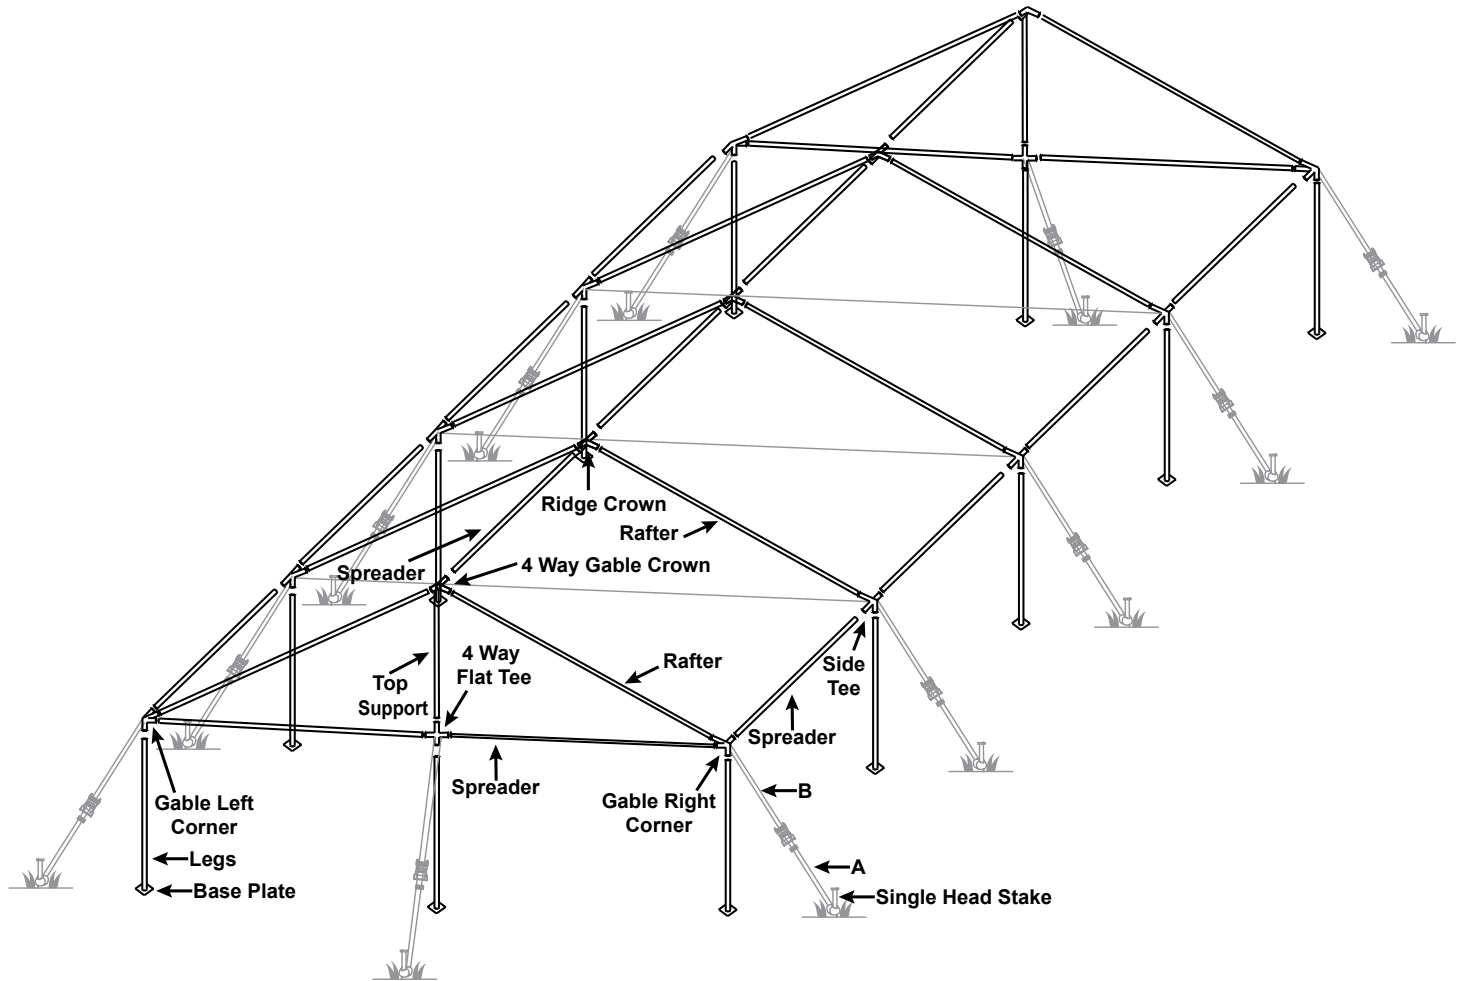 Ridge Crown
Rafter
Spreader
4 Way Gable Crown
4 Way
Flat Tee
Rafter
Side
Tee
Top
Support
Spreader
Spreader
B
Gable Left
Corner
Gable Right
Corner
Legs
A
Base Plate
Single Head Stake